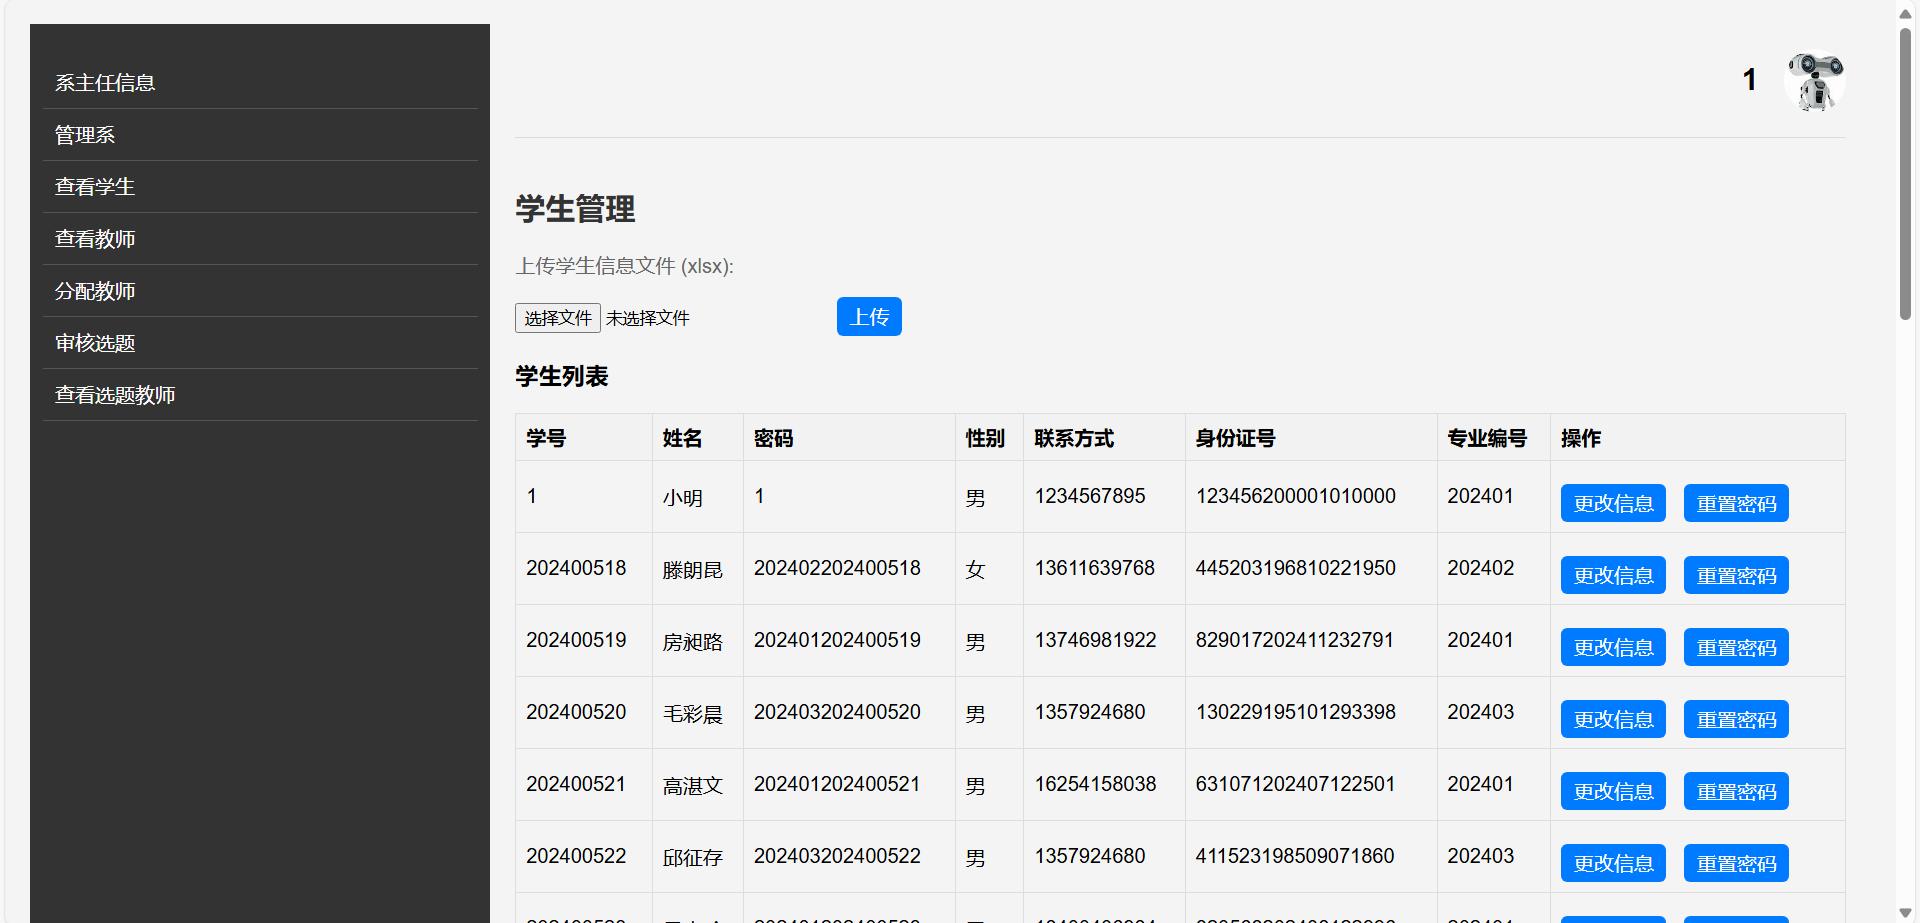 系主任信息
管理系
查看学生
查看教师
分配教师
审核选题
查看选题教师
1
学生管理
上传学生信息文件 (xlsx):
选择文件 未选择文件 上传
学生列表
学号 姓名 密码 性别 联系方式 身份证号 专业编号 操作
1 小明 1 男 1234567895 123456200001010000 202401 更改信息 重置密码
202400518 滕朗昆 202402202400518 女 13611639768 445203196810221950 202402 更改信息 重置密码
202400519 房昶路 202401202400519 男 13746981922 829017202411232791 202401 更改信息 重置密码
202400520 毛彩晨 202403202400520 男 1357924680 130229195101293398 202403 更改信息 重置密码
202400521 高湛文 202401202400521 男 16254158038 631071202407122501 202401 更改信息 重置密码
202400522 邱征存 202403202400522 男 1357924680 411523198509071860 202403 更改信息 重置密码